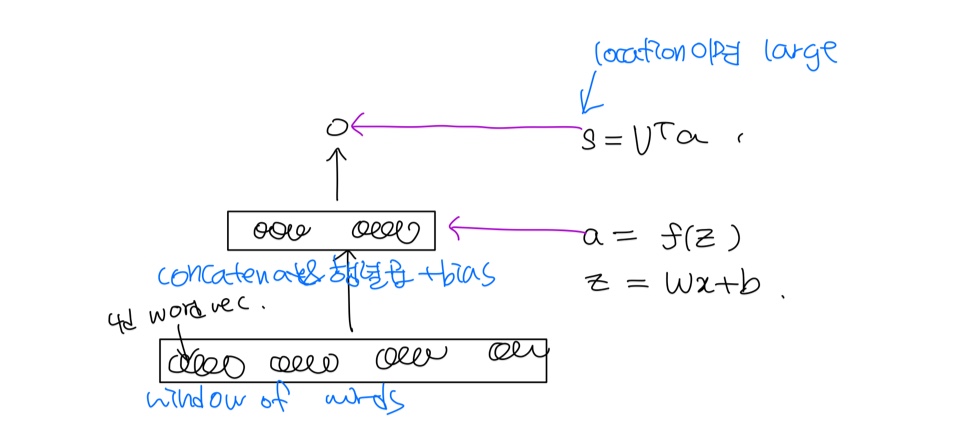 location이면 large
s = Uᵀa
a = f(z)
concatenate & 행렬곱 + bias
z = Wx+b.
4d word vec.
window of words